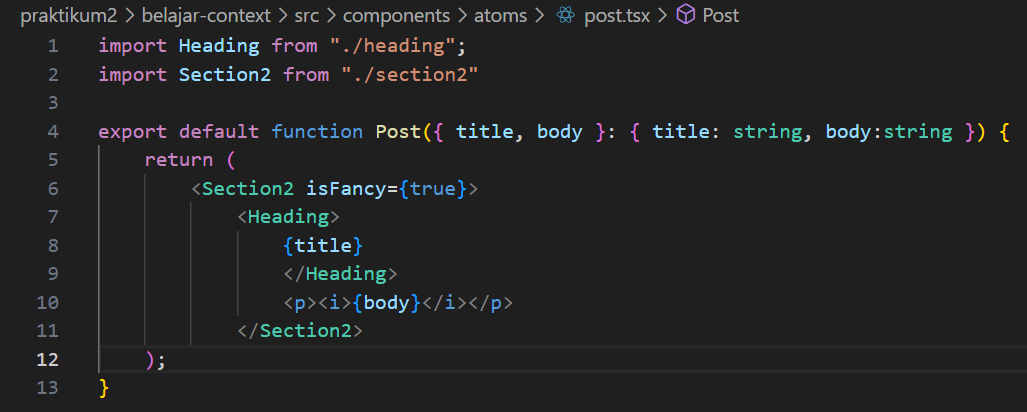 praktikum2 > belajar-context > src > components > atoms > post.tsx > Post
1 import Heading from "./heading";
2 import Section2 from "./section2"
3
4 export default function Post({ title, body }: { title: string, body:string }) {
5     return (
6         <Section2 isFancy={true}>
7             <Heading>
8                 {title}
9                 </Heading>
10                 <p><i>{body}</i></p>
11             </Section2>
12     );
13 }